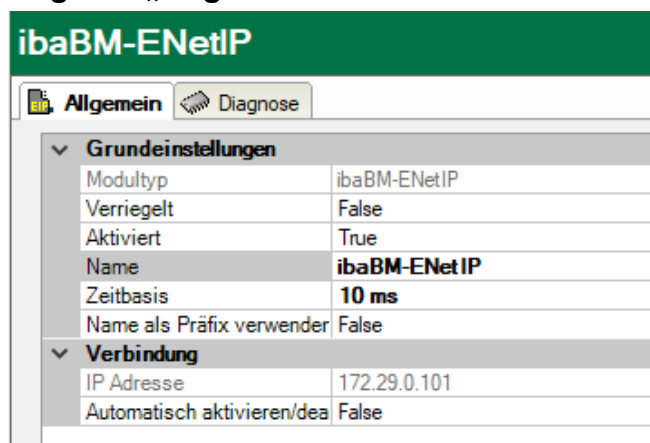 ibaBM-ENetIP
Allgemein Diagnose
Grundeinstellungen
Modultyp ibaBM-ENetIP
Verriegelt False
Aktiviert True
Name ibaBM-ENetIP
Zeitbasis 10 ms
Name als Präfix verwender False
Verbindung
IP Adresse 172.29.0.101
Automatisch aktivieren/dea False